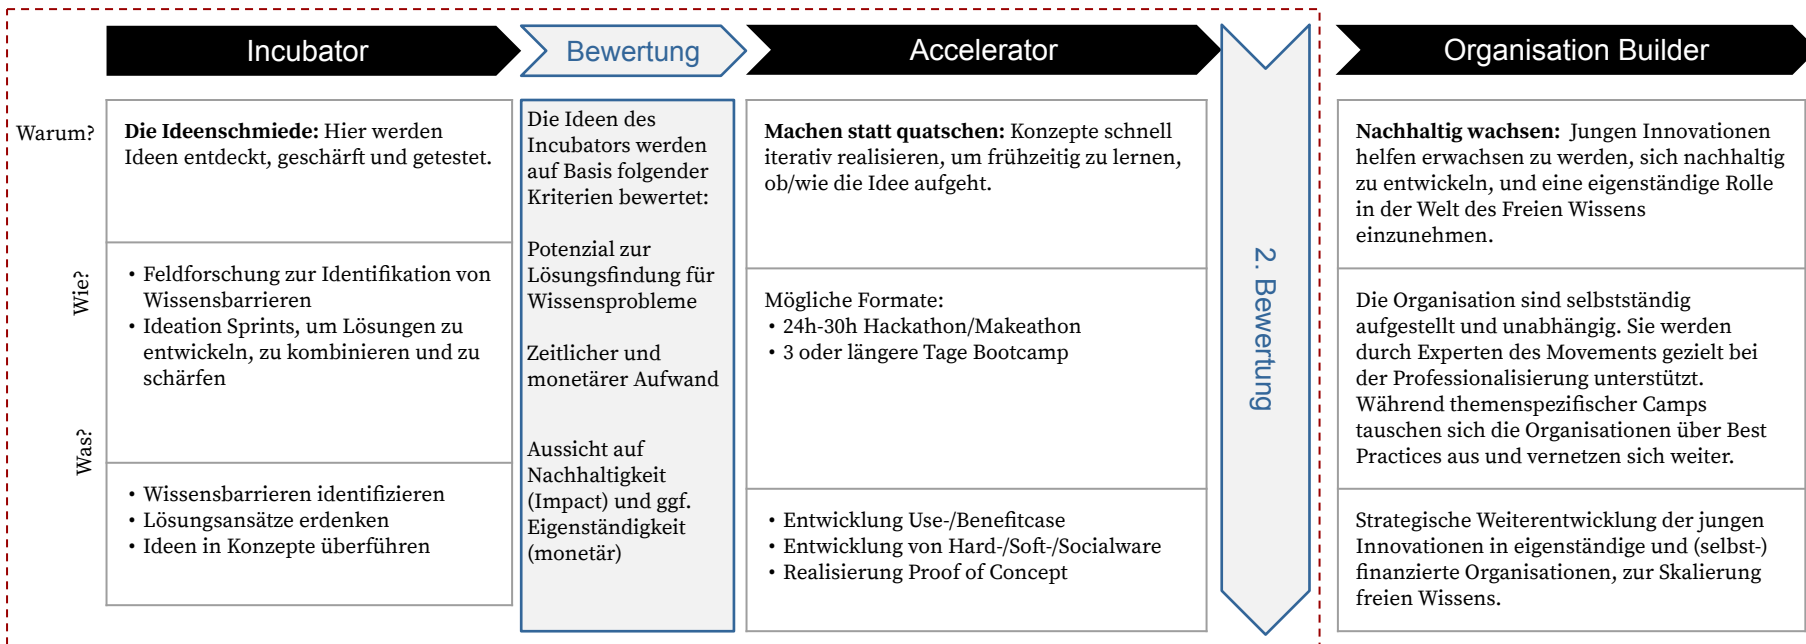 Incubator
Bewertung
Accelerator
Organisation Builder
Warum?
Wie?
Was?
Die Ideenschmiede: Hier werden
Ideen entdeckt, geschärft und getestet.
• Feldforschung zur Identifikation von
Wissensbarrieren
• Ideation Sprints, um Lösungen zu
entwickeln, zu kombinieren und zu
schärfen
• Wissensbarrieren identifizieren
• Lösungsansätze erdenken
• Ideen in Konzepte überführen
Die Ideen des
Incubators werden
auf Basis folgender
Kriterien bewertet:
Potenzial zur
Lösungsfindung für
Wissensprobleme
Zeitlicher und
monetärer Aufwand
Aussicht auf
Nachhaltigkeit
(Impact) und ggf.
Eigenständigkeit
(monetär)
Machen statt quatschen: Konzepte schnell
iterativ realisieren, um frühzeitig zu lernen,
ob/wie die Idee aufgeht.
Mögliche Formate:
• 24h-30h Hackathon/Makeathon
• 3 oder längere Tage Bootcamp
• Entwicklung Use-/Benefitcase
• Entwicklung von Hard-/Soft-/Socialware
• Realisierung Proof of Concept
2. Bewertung
Nachhaltig wachsen: Jungen Innovationen
helfen erwachsen zu werden, sich nachhaltig
zu entwickeln, und eine eigenständige Rolle
in der Welt des Freien Wissens
einzunehmen.
Die Organisation sind selbstständig
aufgestellt und unabhängig. Sie werden
durch Experten des Movements gezielt bei
der Professionalisierung unterstützt.
Während themenspezifischer Camps
tauschen sich die Organisationen über Best
Practices aus und vernetzen sich weiter.
Strategische Weiterentwicklung der jungen
Innovationen in eigenständige und (selbst-)
finanzierte Organisationen, zur Skalierung
freien Wissens.